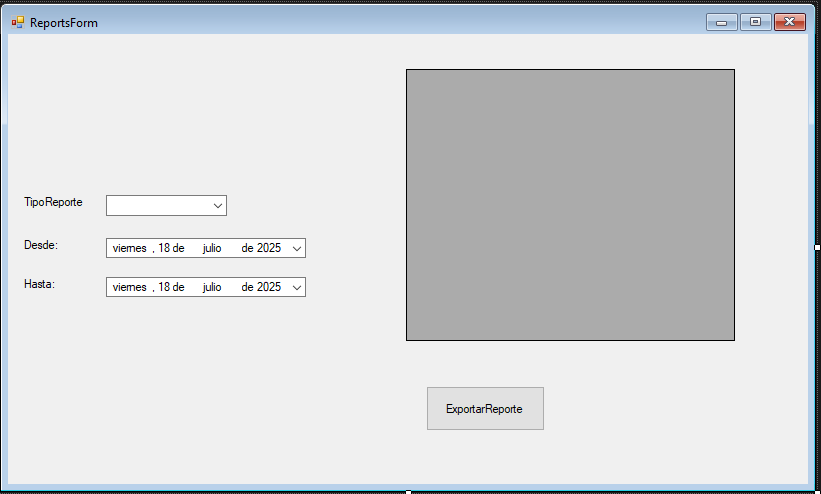 ReportsForm
TipoReporte
Desde:
viernes , 18 de julio de 2025
Hasta:
viernes , 18 de julio de 2025
ExportarReporte